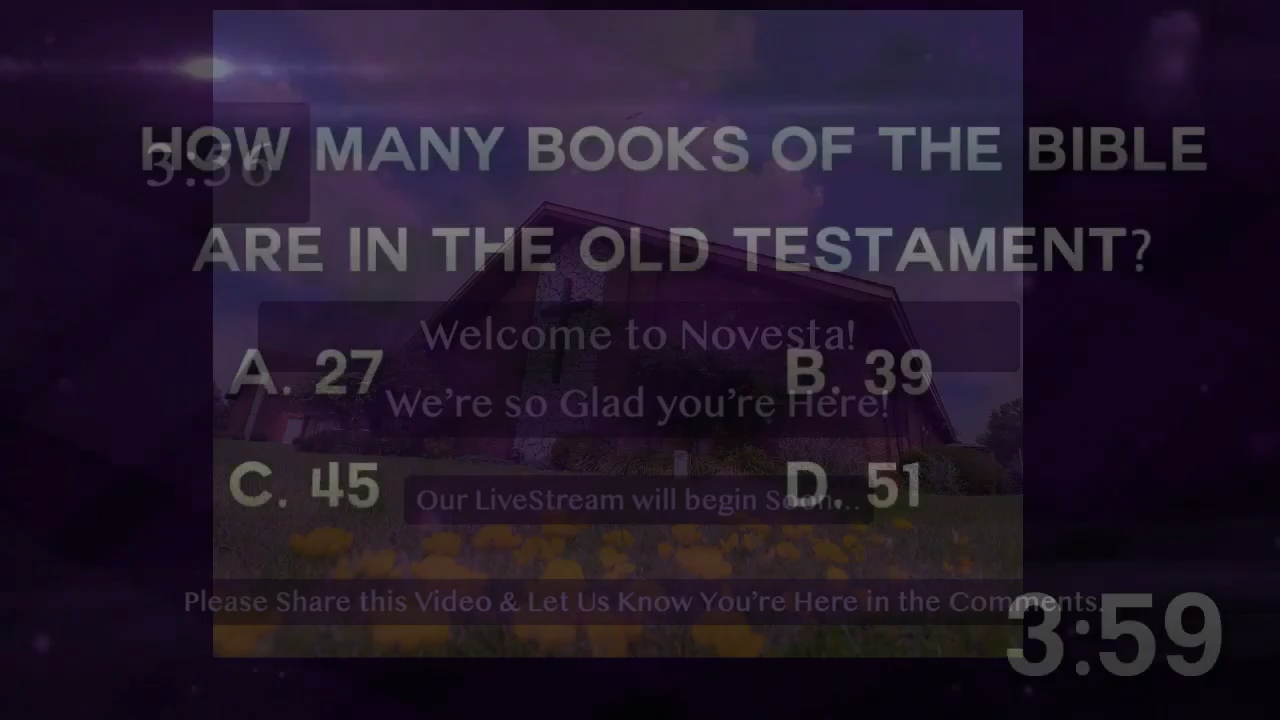 HOW MANY BOOKS OF THE BIBLE
3:56
ARE IN THE OLD TESTAMENT?
Welcome to Novesta!
A. 27
B. 39
We're so Glad you're Here!
C. 45
D. 51
Our LiveStream will begin Soon...
Please Share this Video & Let Us Know You're Here in the Comments.
3:59